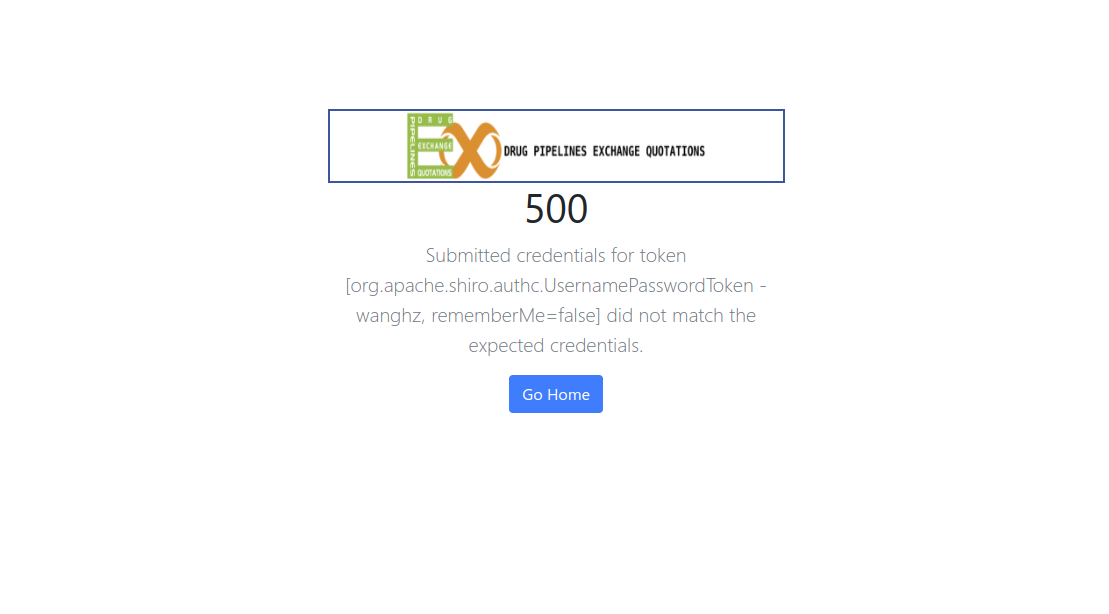 DRUG
PIPELINES
EXCHANGE
QUOTATIONS
DRUG PIPELINES EXCHANGE QUOTATIONS
500
Submitted credentials for token
[org.apache.shiro.authc.UsernamePasswordToken -
wanghz, rememberMe=false] did not match the
expected credentials.
Go Home